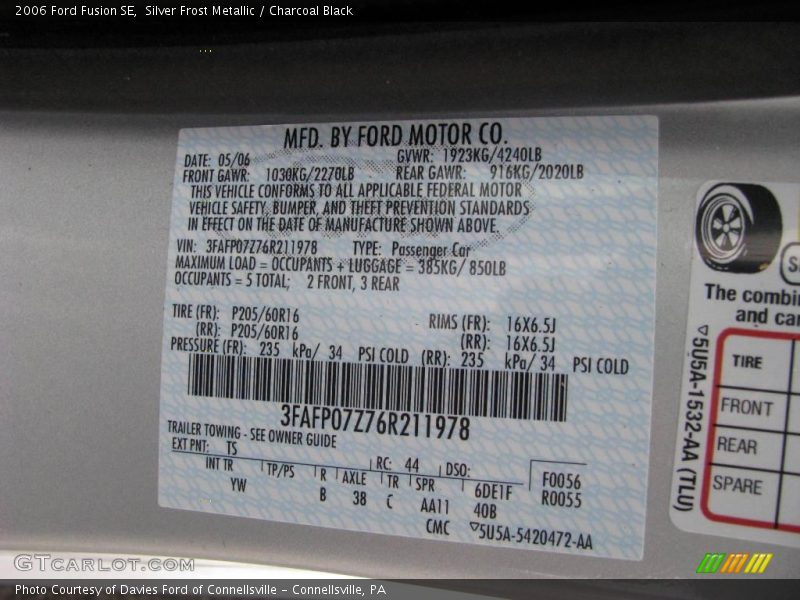 2006 Ford Fusion SE,  Silver Frost Metallic / Charcoal Black
MFD. BY FORD MOTOR CO.
DATE: 05/06 GVWR: 1923KG/4240LB
FRONT GAWR: 1030KG/2270LB REAR GAWR: 916KG/2020LB
THIS VEHICLE CONFORMS TO ALL APPLICABLE FEDERAL MOTOR
VEHICLE SAFETY, BUMPER, AND THEFT PREVENTION STANDARDS
IN EFFECT ON THE DATE OF MANUFACTURE SHOWN ABOVE.
VIN: 3FAFP07Z76R211978 TYPE: Passenger Car
MAXIMUM LOAD = OCCUPANTS + LUGGAGE = 385KG/ 850LB
OCCUPANTS = 5 TOTAL; 2 FRONT, 3 REAR
TIRE (FR): P205/60R16 RIMS (FR): 16X6.5J
(RR): P205/60R16 (RR): 16X6.5J
PRESSURE (FR): 235 kPa/ 34 PSI COLD (RR): 235 kPa/ 34 PSI COLD
3FAFP07Z76R211978
TRAILER TOWING - SEE OWNER GUIDE
EXT PNT: TS RC: 44 DSO:
INT TR TP/PS R AXLE TR SPR 6DE1F F0056
YW B 38 C AA11 40B R0055
CMC 5U5A-5420472-AA
The combi
and ca
TIRE
FRONT
REAR
SPARE
5U5A-1532-AA (TLU)
GTCARLOT.COM
Photo Courtesy of Davies Ford of Connellsville - Connellsville, PA